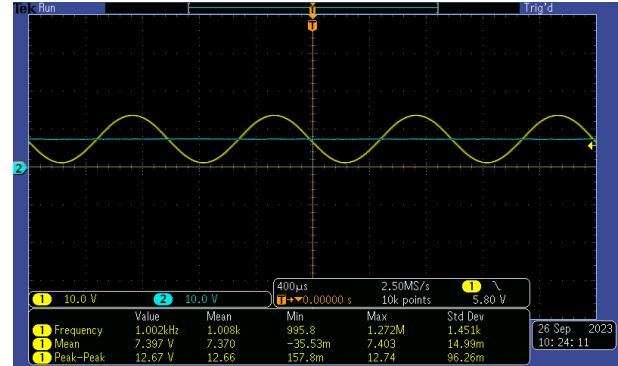 Tek Run Trig'd
T
T
2
400µs 2.50MS/s 1 \
1 10.0 V 2 10.0 V T→▼0.00000 s 10k points 5.80 V
Value Mean Min Max Std Dev
1 Frequency 1.002kHz 1.008k 995.8 1.272M 1.451k
1 Mean 7.397 V 7.370 −35.53m 7.403 14.99m
1 Peak–Peak 12.67 V 12.66 157.8m 12.74 96.26m
26 Sep 2023
10:24:11